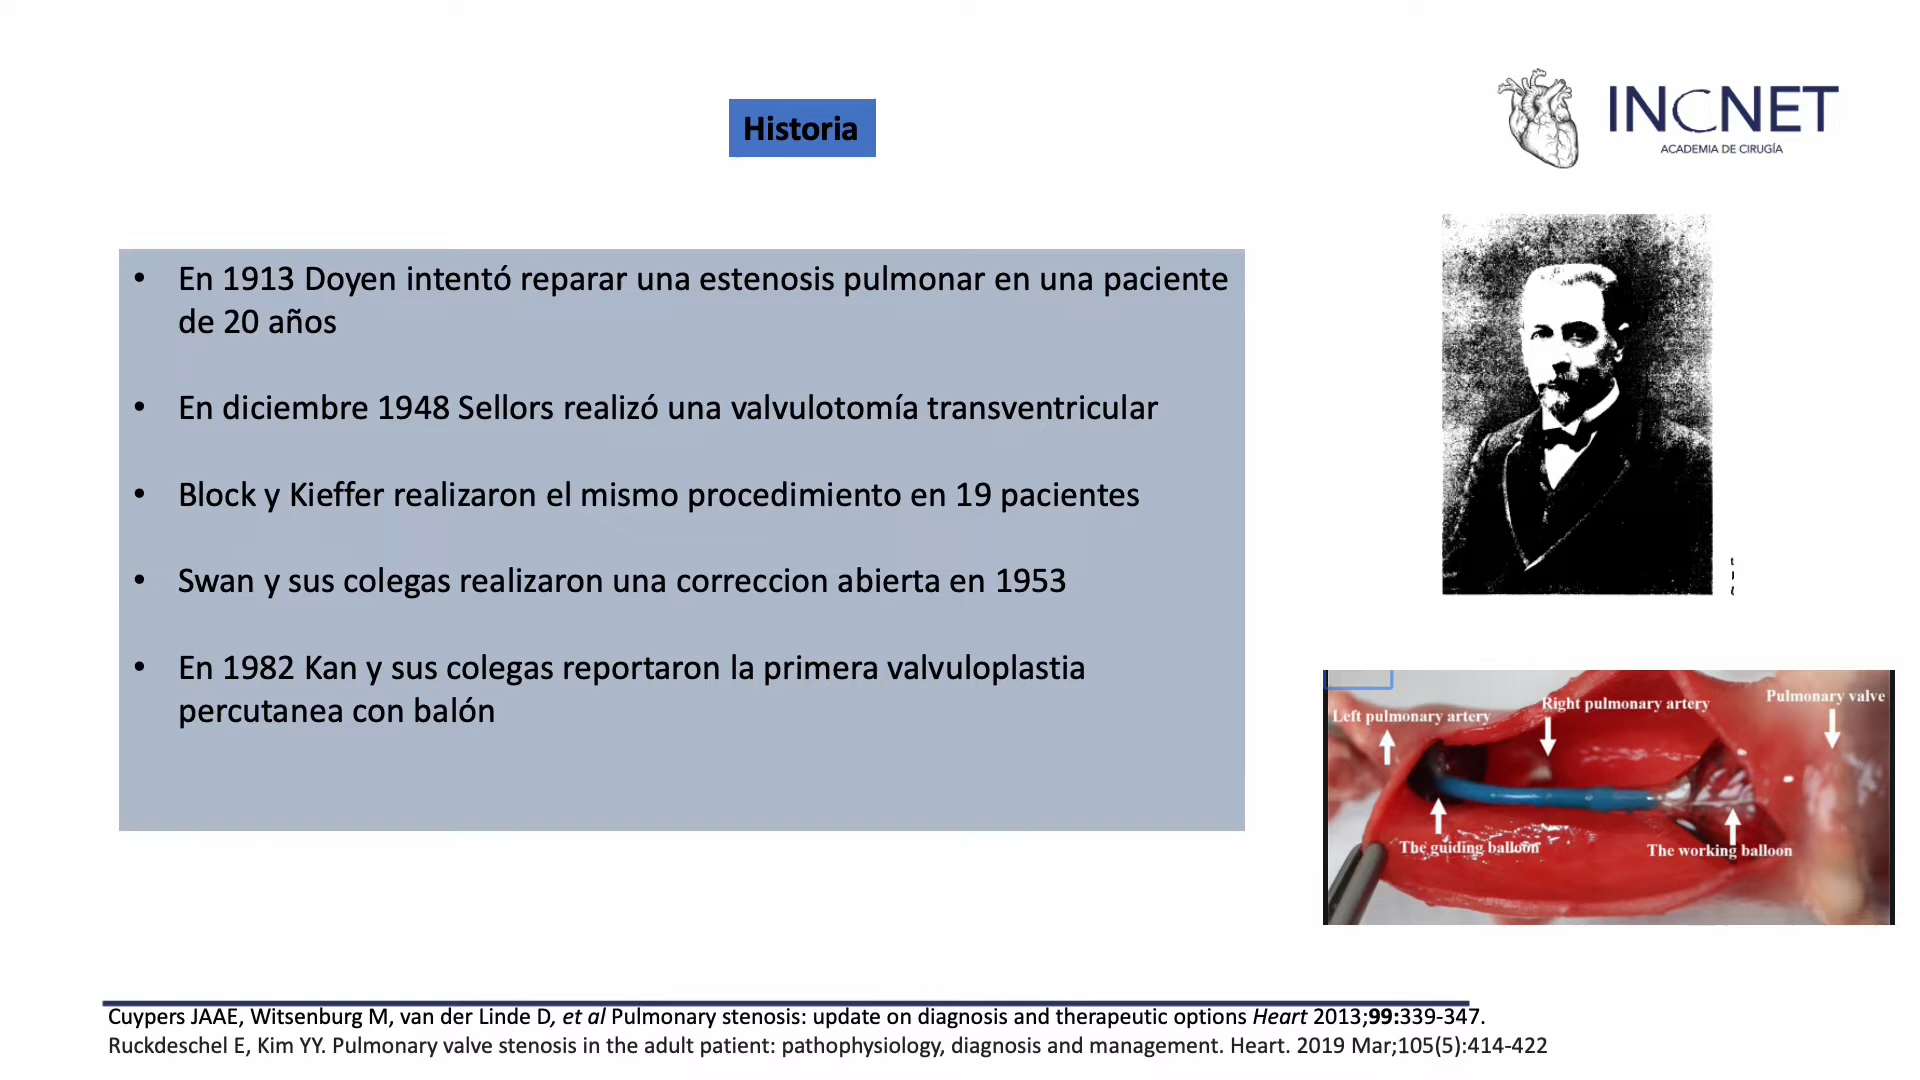 Historia
INCNET
ACADEMIA DE CIRUGÍA
• En 1913 Doyen intentó reparar una estenosis pulmonar en una paciente
de 20 años
• En diciembre 1948 Sellors realizó una valvulotomía transventricular
• Block y Kieffer realizaron el mismo procedimiento en 19 pacientes
• Swan y sus colegas realizaron una correccion abierta en 1953
• En 1982 Kan y sus colegas reportaron la primera valvuloplastia
percutanea con balón
Left pulmonary artery
Right pulmonary artery
Pulmonary valve
The guiding balloon
The working balloon
Cuypers JAAE, Witsenburg M, van der Linde D, et al Pulmonary stenosis: update on diagnosis and therapeutic options Heart 2013;99:339-347.
Ruckdeschel E, Kim YY. Pulmonary valve stenosis in the adult patient: pathophysiology, diagnosis and management. Heart. 2019 Mar;105(5):414-422